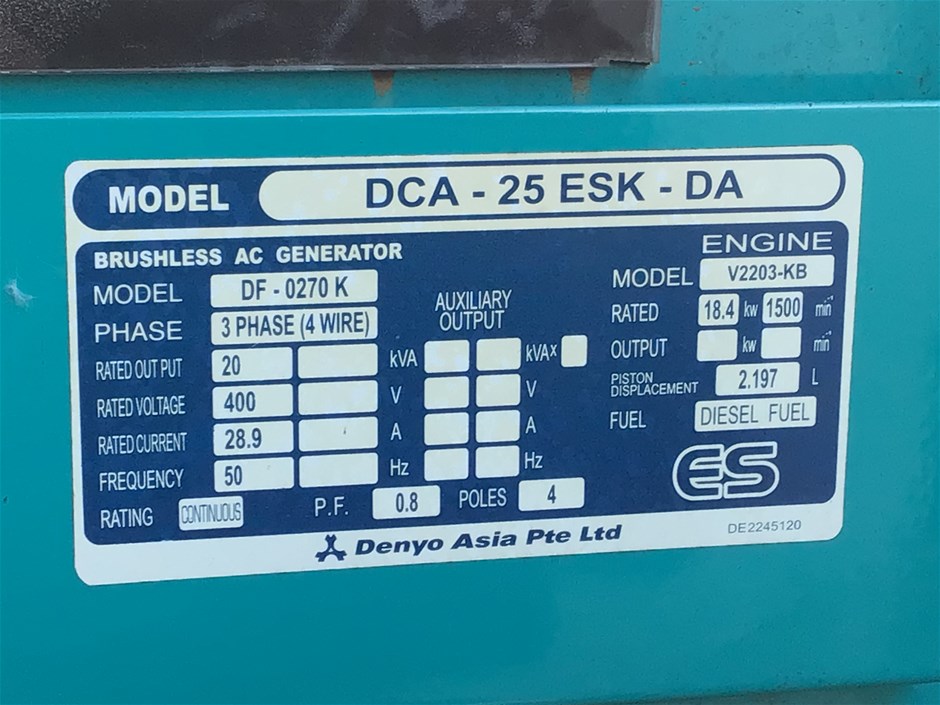 MODEL DCA - 25 ESK - DA
BRUSHLESS AC GENERATOR
MODEL DF - 0270 K
PHASE 3 PHASE (4 WIRE)
RATED OUT PUT 20 kVA
RATED VOLTAGE 400 V
RATED CURRENT 28.9 A
FREQUENCY 50 Hz
RATING CONTINUOUS P.F. 0.8 POLES 4
AUXILIARY
OUTPUT
kVA×
V
A
Hz
ENGINE
MODEL V2203-KB
RATED 18.4 kw 1500 min⁻¹
OUTPUT kw min⁻¹
PISTON
DISPLACEMENT 2.197 L
FUEL DIESEL FUEL
ES
Denyo Asia Pte Ltd
DE2245120